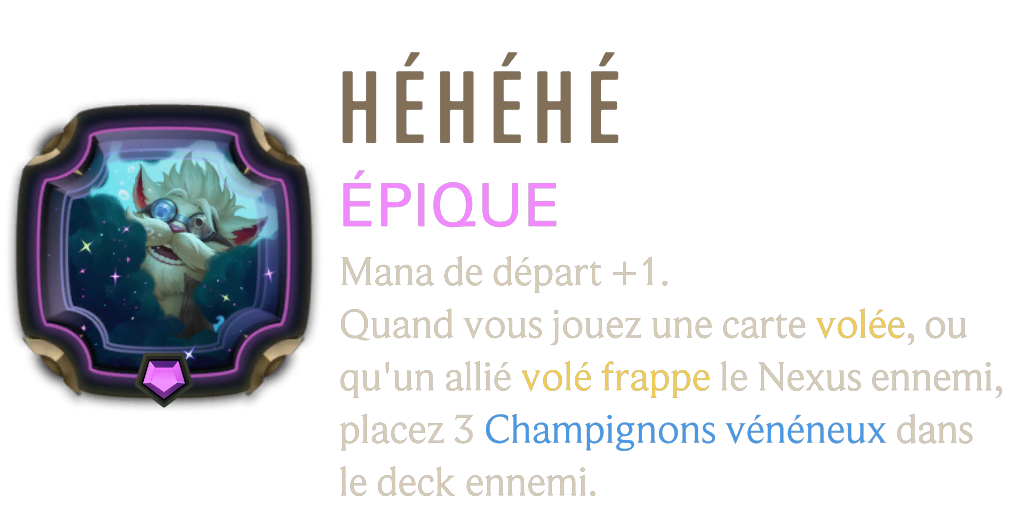 HÉHÉHÉ
ÉPIQUE
Mana de départ +1.
Quand vous jouez une carte volée, ou
qu'un allié volé frappe le Nexus ennemi,
placez 3 Champignons vénéneux dans
le deck ennemi.